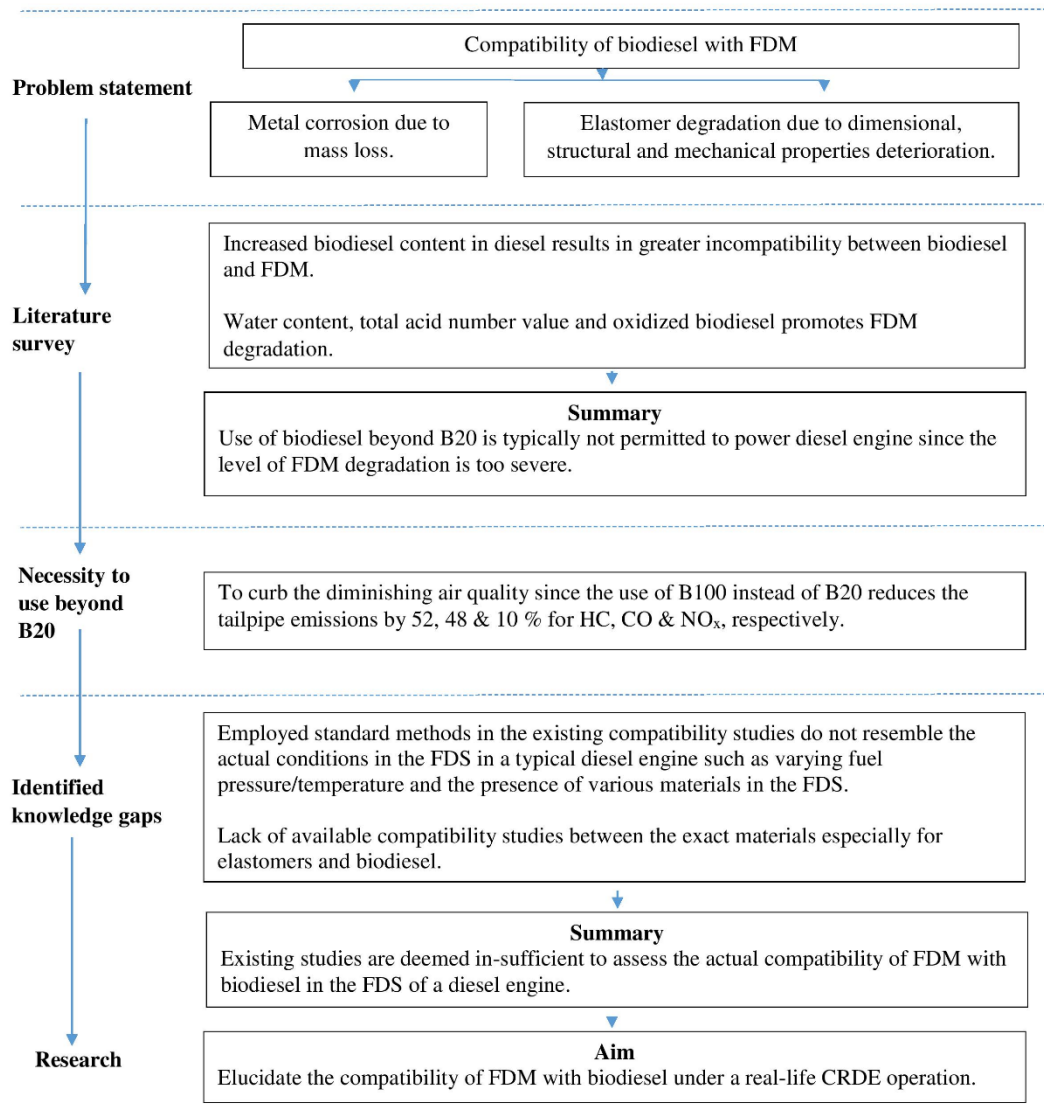 Compatibility of biodiesel with FDM
Problem statement
Metal corrosion due to
mass loss.
Elastomer degradation due to dimensional,
structural and mechanical properties deterioration.
Increased biodiesel content in diesel results in greater incompatibility between biodiesel
and FDM.
Water content, total acid number value and oxidized biodiesel promotes FDM
degradation.
Literature
survey
Summary
Use of biodiesel beyond B20 is typically not permitted to power diesel engine since the
level of FDM degradation is too severe.
Necessity to
use beyond
B20
To curb the diminishing air quality since the use of B100 instead of B20 reduces the
tailpipe emissions by 52, 48 & 10 % for HC, CO & NOₓ, respectively.
Employed standard methods in the existing compatibility studies do not resemble the
actual conditions in the FDS in a typical diesel engine such as varying fuel
pressure/temperature and the presence of various materials in the FDS.
Lack of available compatibility studies between the exact materials especially for
elastomers and biodiesel.
Identified
knowledge gaps
Summary
Existing studies are deemed in-sufficient to assess the actual compatibility of FDM with
biodiesel in the FDS of a diesel engine.
Research
Aim
Elucidate the compatibility of FDM with biodiesel under a real-life CRDE operation.